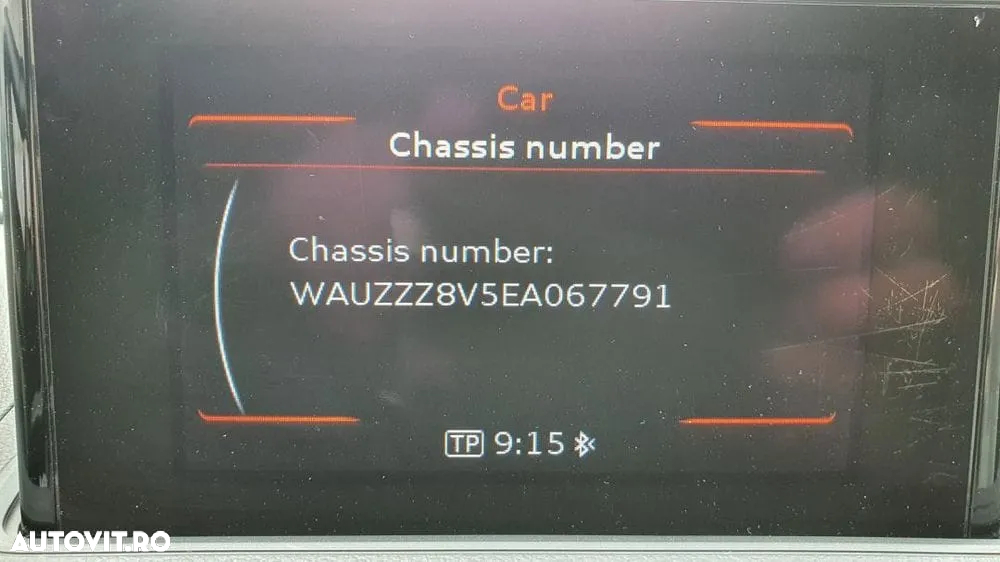 Car
Chassis number
Chassis number:
WAUZZZ8V5EA067791
TP 9:15
AUTOVIT.RO